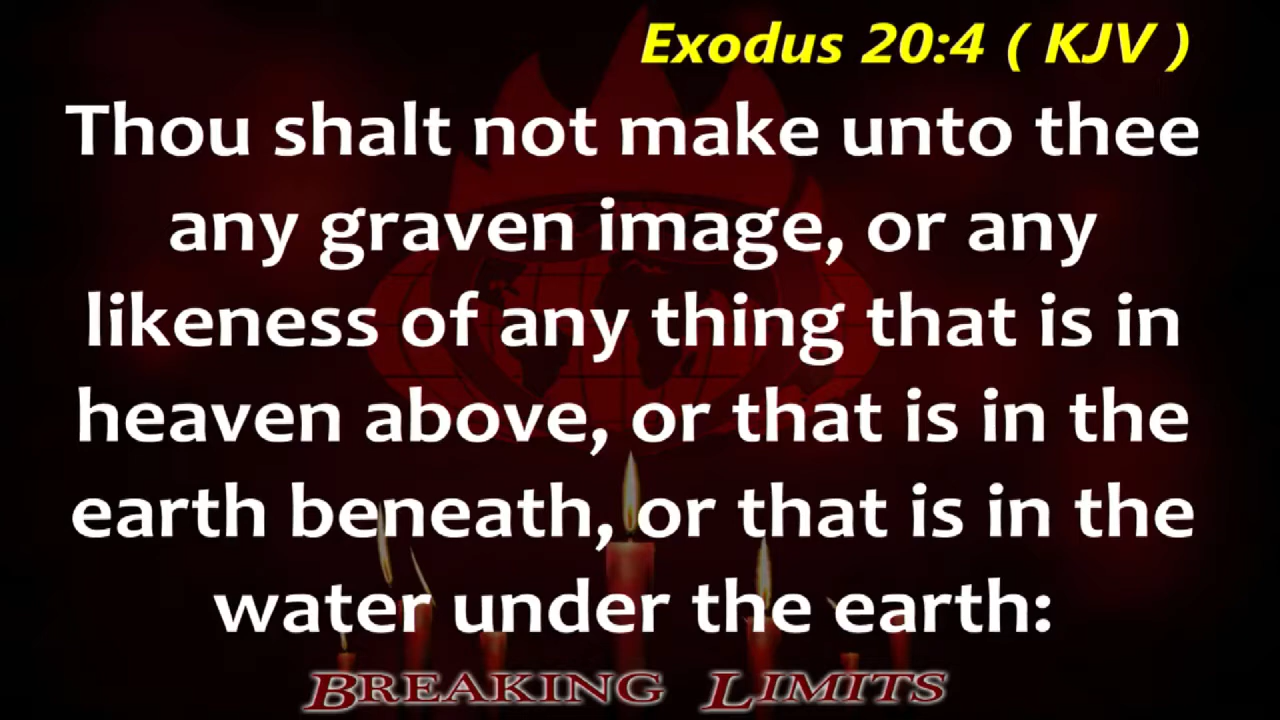 Exodus 20:4 ( KJV )
Thou shalt not make unto thee
any graven image, or any
likeness of any thing that is in
heaven above, or that is in the
earth beneath, or that is in the
water under the earth:
BREAKING LIMITS